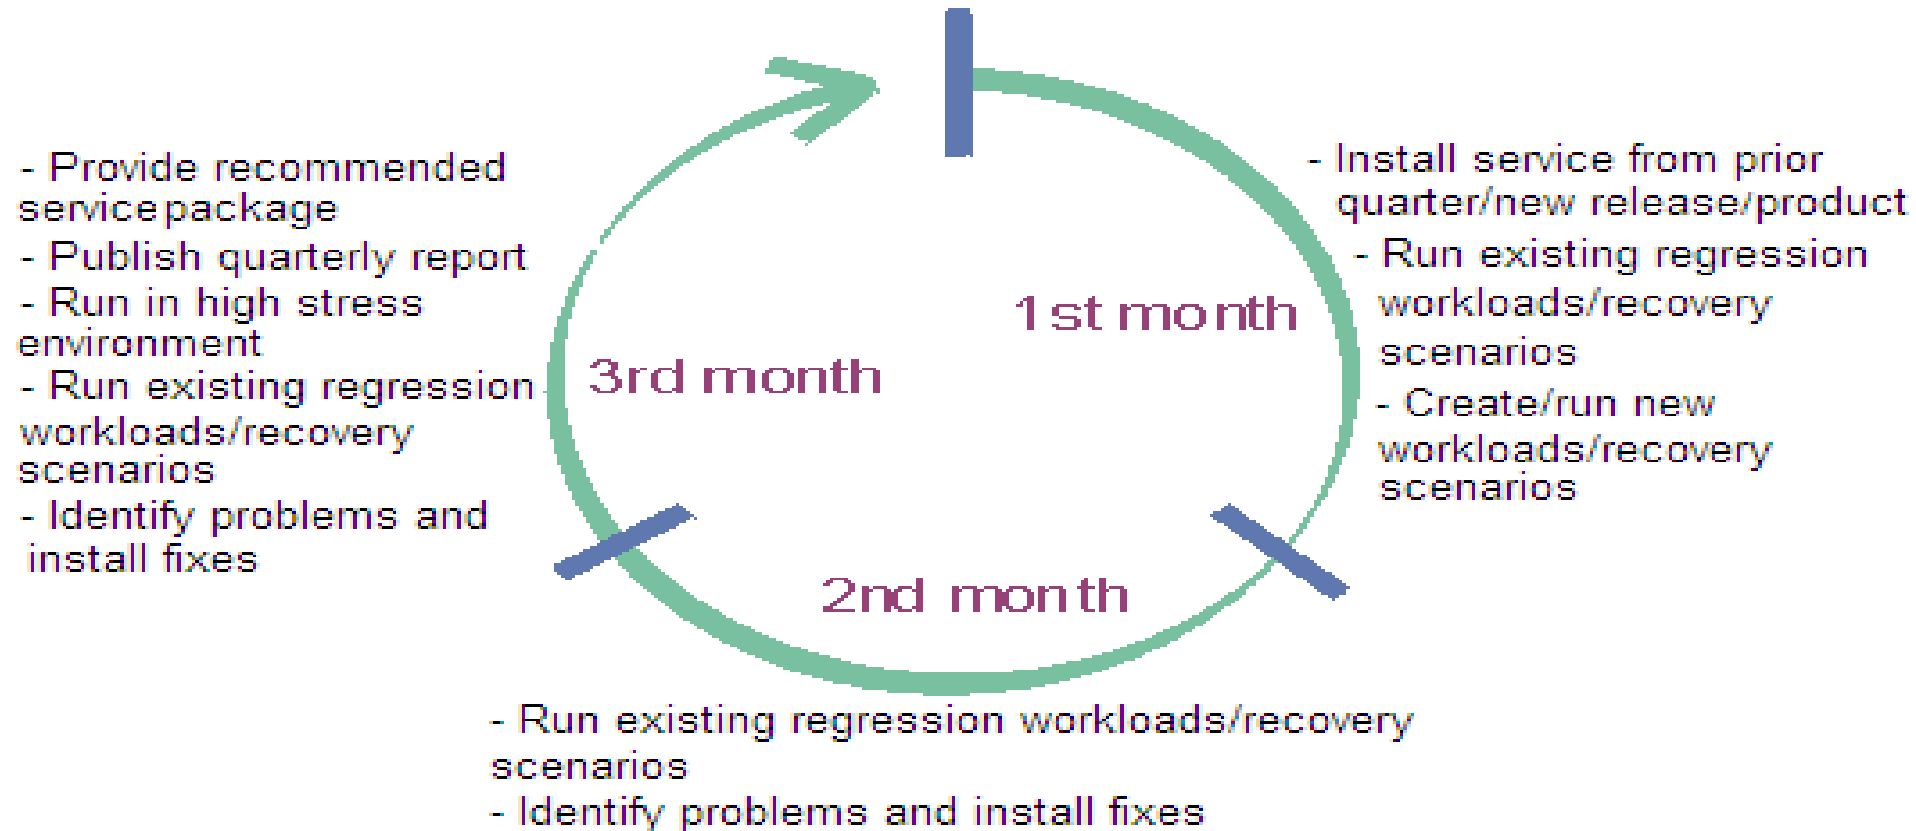 - Install service from prior
quarter/new release/product
- Run existing regression
workloads/recovery
scenarios
- Create/run new
workloads/recovery
scenarios
1st month
2nd month
- Run existing regression workloads/recovery
scenarios
- Identify problems and install fixes
3rd month
- Provide recommended
servicepackage
- Publish quarterly report
- Run in high stress
environment
- Run existing regression
workloads/recovery
scenarios
- Identify problems and
install fixes